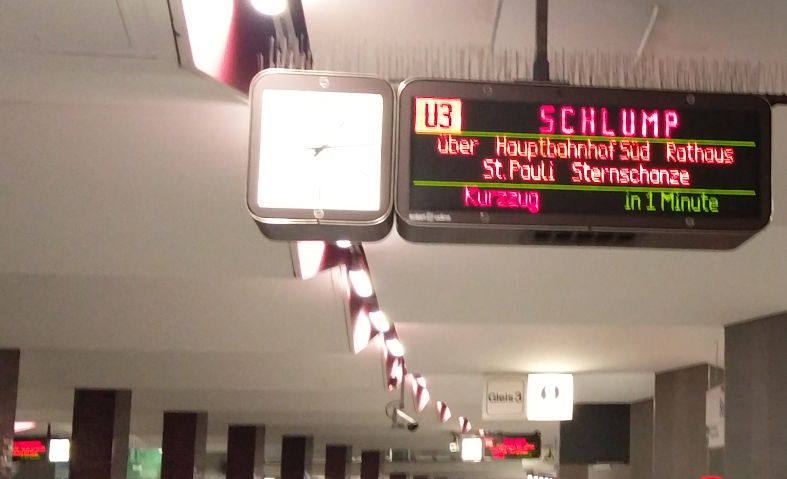 U3 SCHLUMP
über Hauptbahnhof Süd Rathaus
St. Pauli Sternschanze
Kurzzug in 1 Minute
Gleis 3